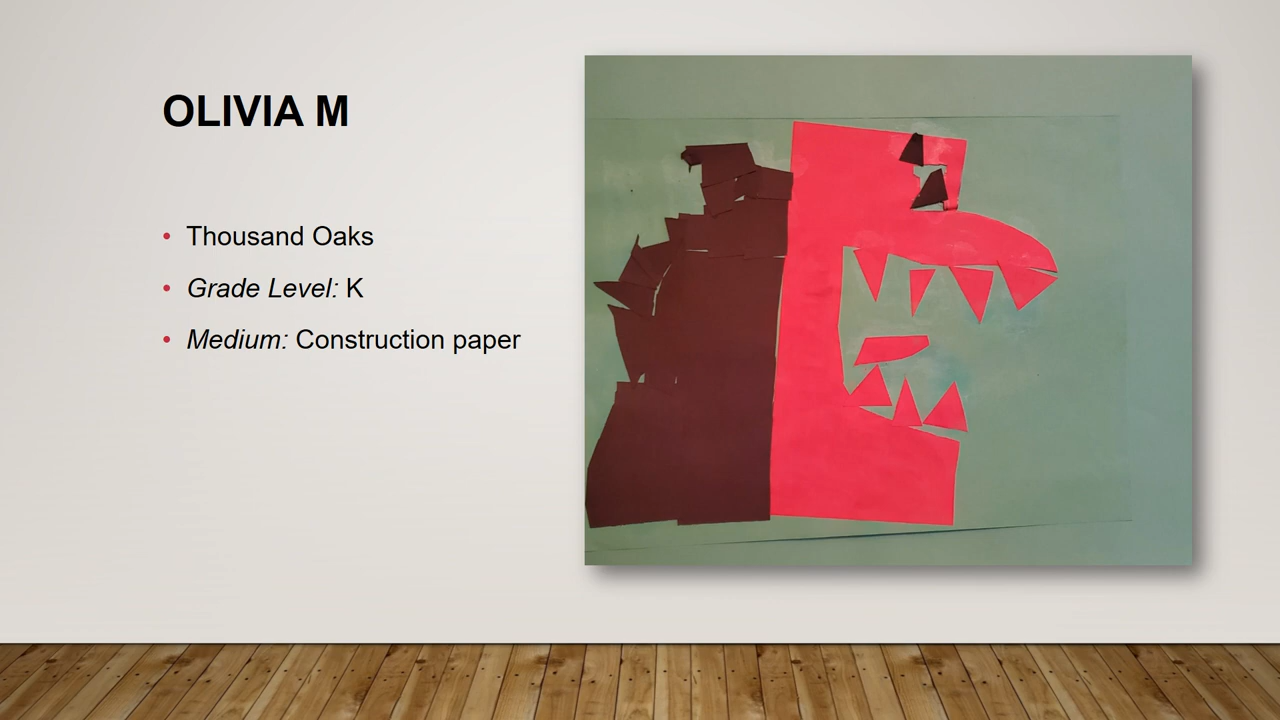 OLIVIA M
• Thousand Oaks
• Grade Level: K
• Medium: Construction paper